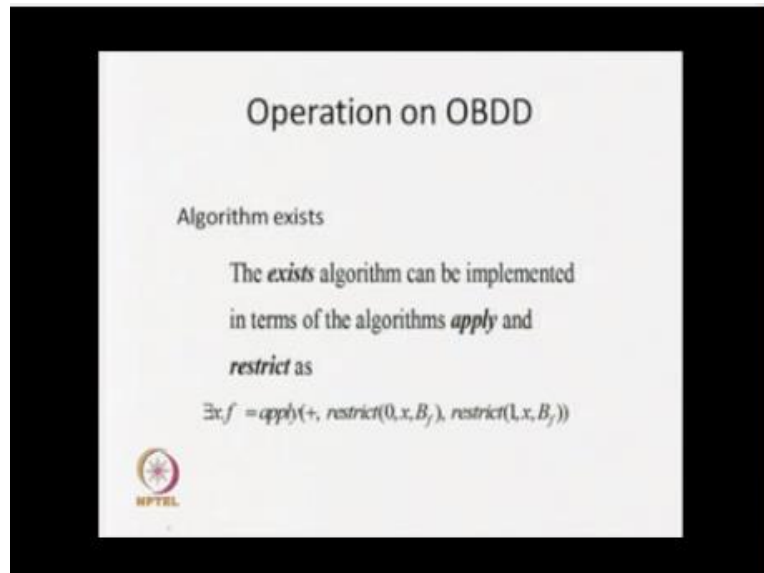 Operation on OBDD
Algorithm exists
The exists algorithm can be implemented
in terms of the algorithms apply and
restrict as
∃x.f = apply(+, restrict(0, x, B_f), restrict(1, x, B_f))
NPTEL